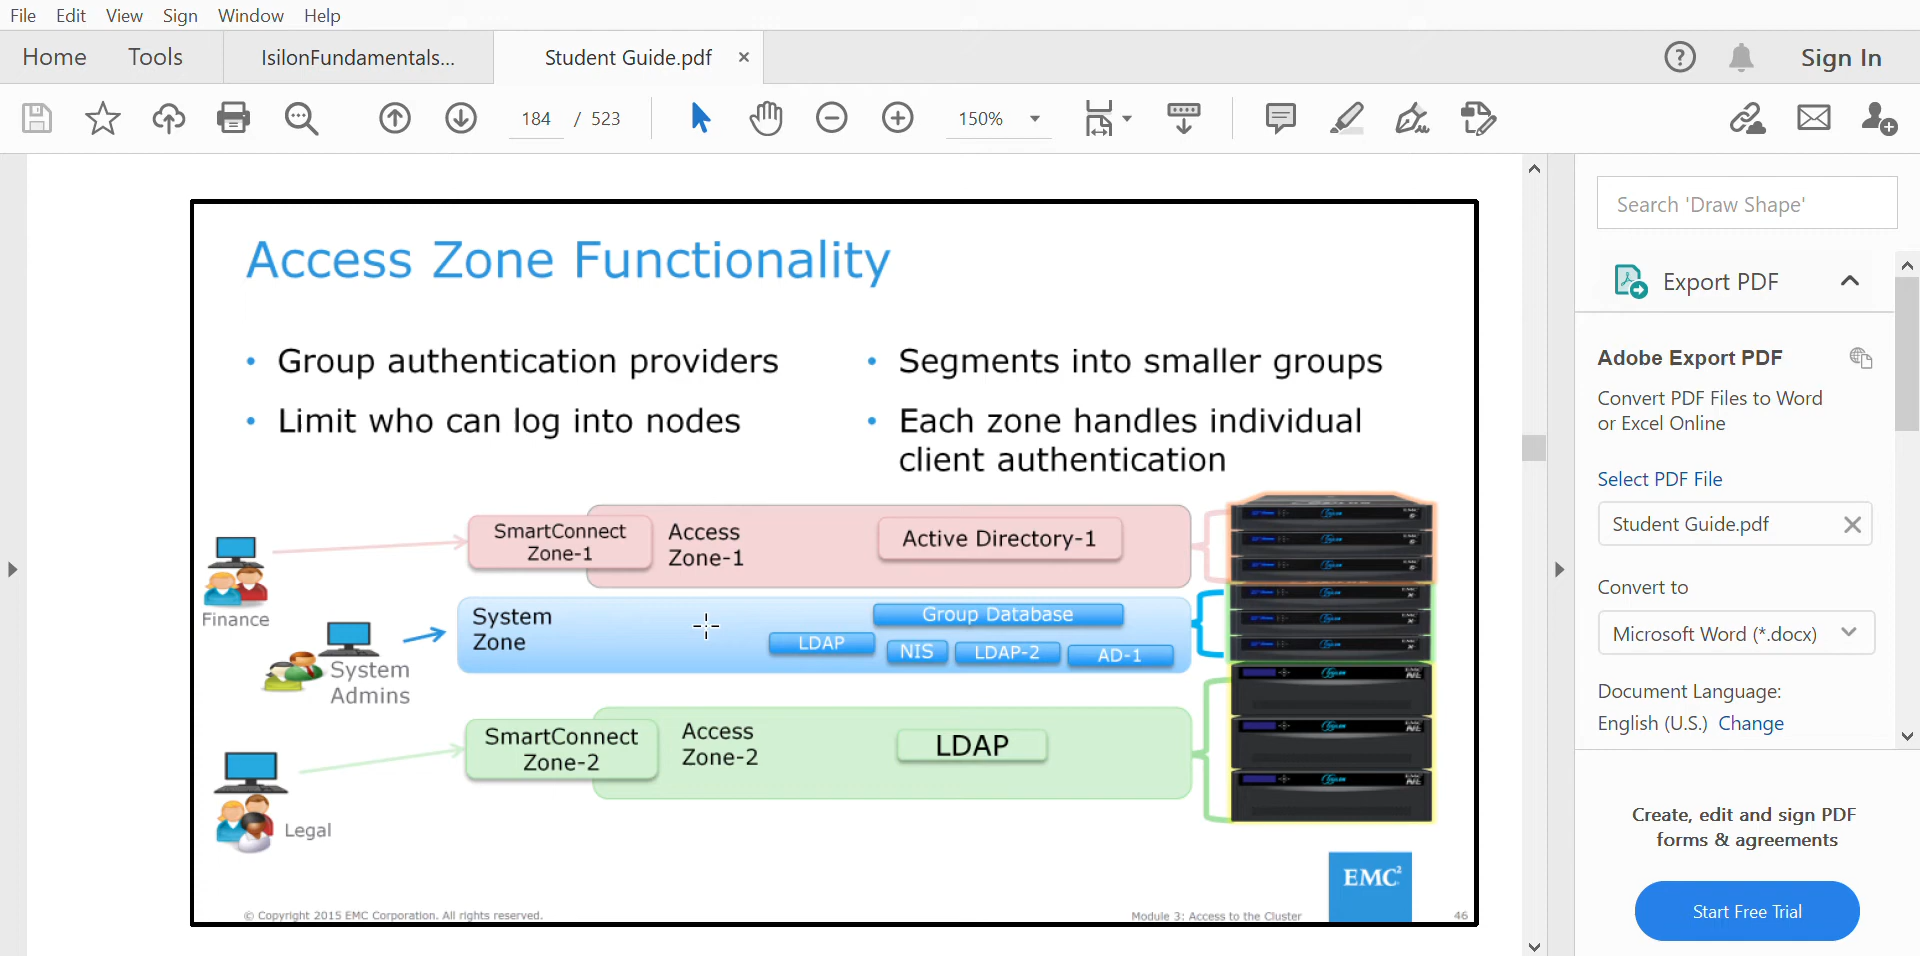 File Edit View Sign Window Help
Home Tools IsilonFundamentals... Student Guide.pdf × Sign In
184 / 523 150%
Search 'Draw Shape'
Export PDF
Adobe Export PDF
Convert PDF Files to Word
or Excel Online
Select PDF File
Student Guide.pdf
Convert to
Microsoft Word (*.docx)
Document Language:
English (U.S.) Change
Create, edit and sign PDF
forms & agreements
Start Free Trial
Access Zone Functionality
• Group authentication providers
• Limit who can log into nodes
• Segments into smaller groups
• Each zone handles individual
client authentication
Finance
SmartConnect
Zone-1
Access
Zone-1
Active Directory-1
System
Admins
System
Zone
Group Database
LDAP
NIS
LDAP-2
AD-1
Legal
SmartConnect
Zone-2
Access
Zone-2
LDAP
EMC²
© Copyright 2015 EMC Corporation. All rights reserved.
Module 3: Access to the Cluster
46